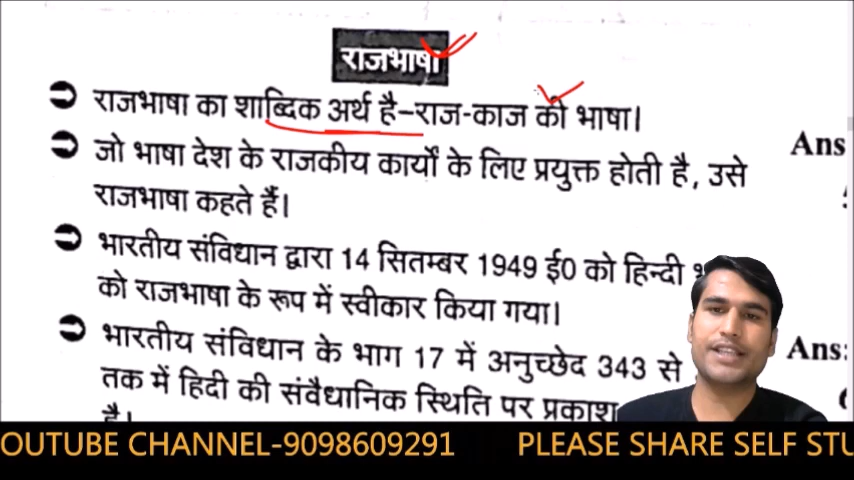 राजभाषा
राजभाषा का शाब्दिक अर्थ है–राज-काज की भाषा।
जो भाषा देश के राजकीय कार्यों के लिए प्रयुक्त होती है, उसे
राजभाषा कहते हैं।
भारतीय संविधान द्वारा 14 सितम्बर 1949 ई0 को हिन्दी
को राजभाषा के रूप में स्वीकार किया गया।
भारतीय संविधान के भाग 17 में अनुच्छेद 343 से
तक में हिदी की संवैधानिक स्थिति पर प्रकाश
है।
Ans
Ans:
OUTUBE CHANNEL-9098609291 PLEASE SHARE SELF STU